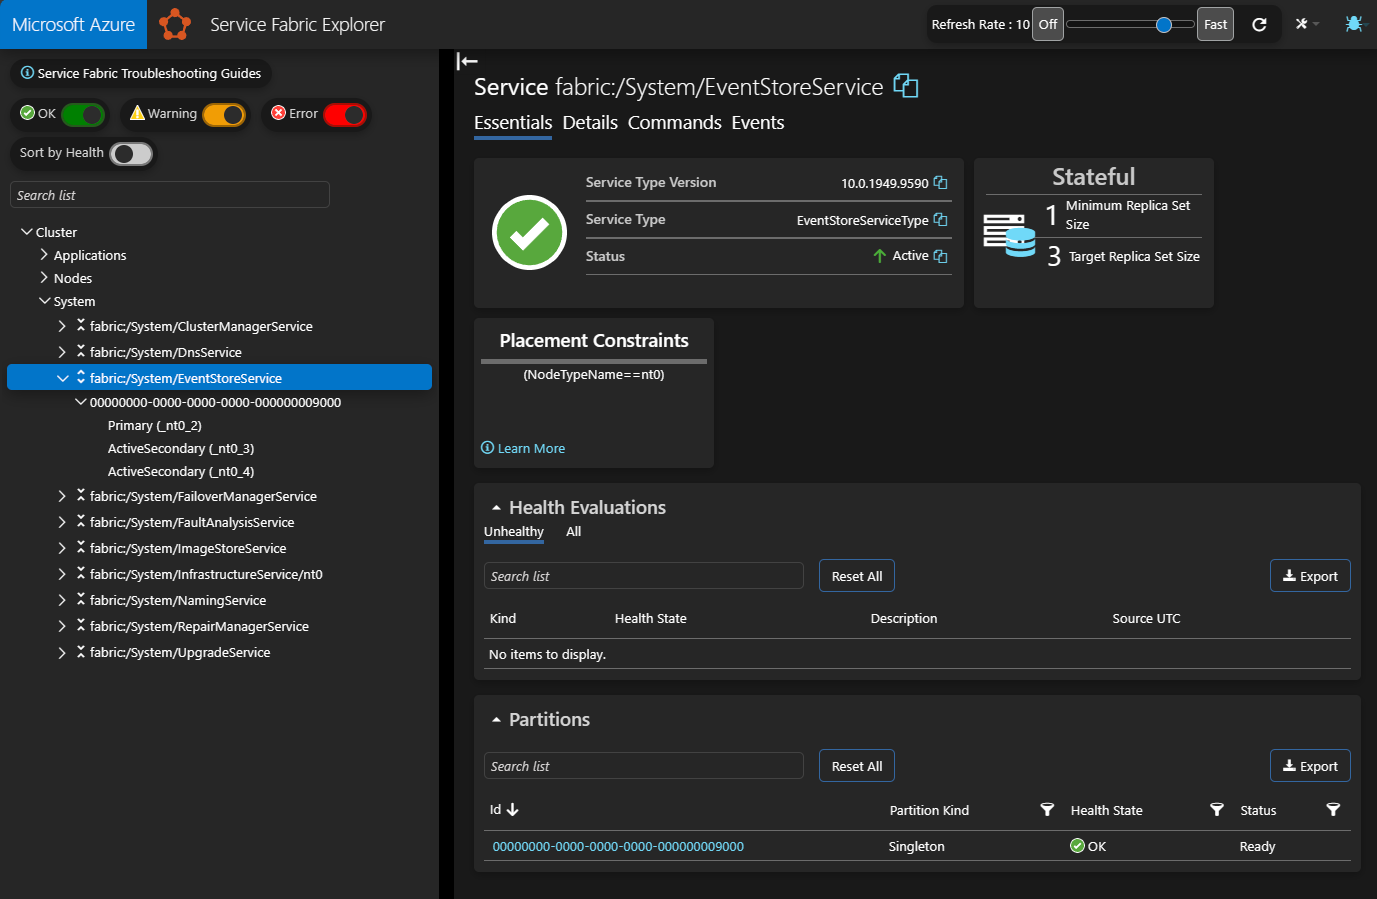 Microsoft Azure
Service Fabric Explorer
Refresh Rate : 10 Off Fast
Service Fabric Troubleshooting Guides
OK Warning Error
Sort by Health
Search list
Cluster
Applications
Nodes
System
fabric:/System/ClusterManagerService
fabric:/System/DnsService
fabric:/System/EventStoreService
00000000-0000-0000-0000-000000009000
Primary (_nt0_2)
ActiveSecondary (_nt0_3)
ActiveSecondary (_nt0_4)
fabric:/System/FailoverManagerService
fabric:/System/FaultAnalysisService
fabric:/System/ImageStoreService
fabric:/System/InfrastructureService/nt0
fabric:/System/NamingService
fabric:/System/RepairManagerService
fabric:/System/UpgradeService
Service fabric:/System/EventStoreService
Essentials Details Commands Events
Service Type Version 10.0.1949.9590
Service Type EventStoreServiceType
Status Active
Stateful
1 Minimum Replica Set
Size
3 Target Replica Set Size
Placement Constraints
(NodeTypeName==nt0)
Learn More
Health Evaluations
Unhealthy All
Search list Reset All Export
Kind Health State Description Source UTC
No items to display.
Partitions
Search list Reset All Export
Id Partition Kind Health State Status
00000000-0000-0000-0000-000000009000 Singleton OK Ready